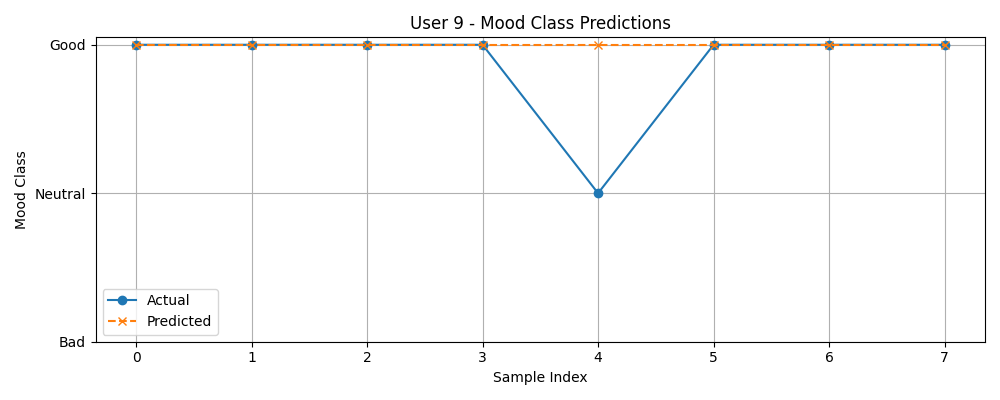 User 9 - Mood Class Predictions
Good
Neutral
Bad
Mood Class
Actual
Predicted
0 1 2 3 4 5 6 7
Sample Index